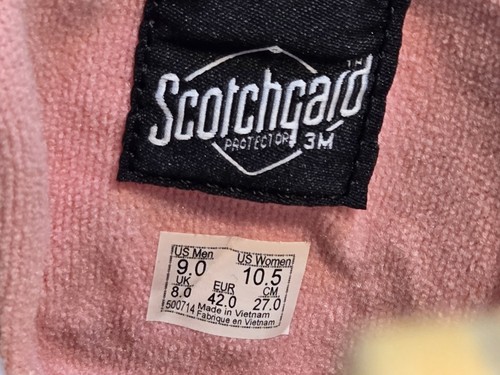 Scotchgard TM
PROTECTOR 3M
US Men US Women
9.0 10.5
UK EUR CM
8.0 42.0 27.0
500714 Made in Vietnam
Fabrique en Vietnam